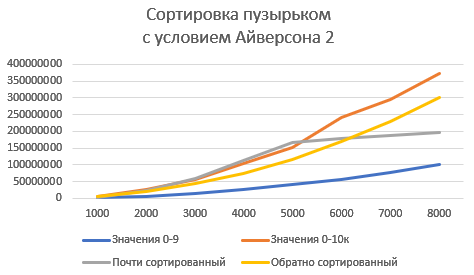 Сортировка пузырьком
с условием Айверсона 2
400000000
350000000
300000000
250000000
200000000
150000000
100000000
50000000
0
1000 2000 3000 4000 5000 6000 7000 8000
Значения 0-9 Значения 0-10к
Почти сортированный Обратно сортированный